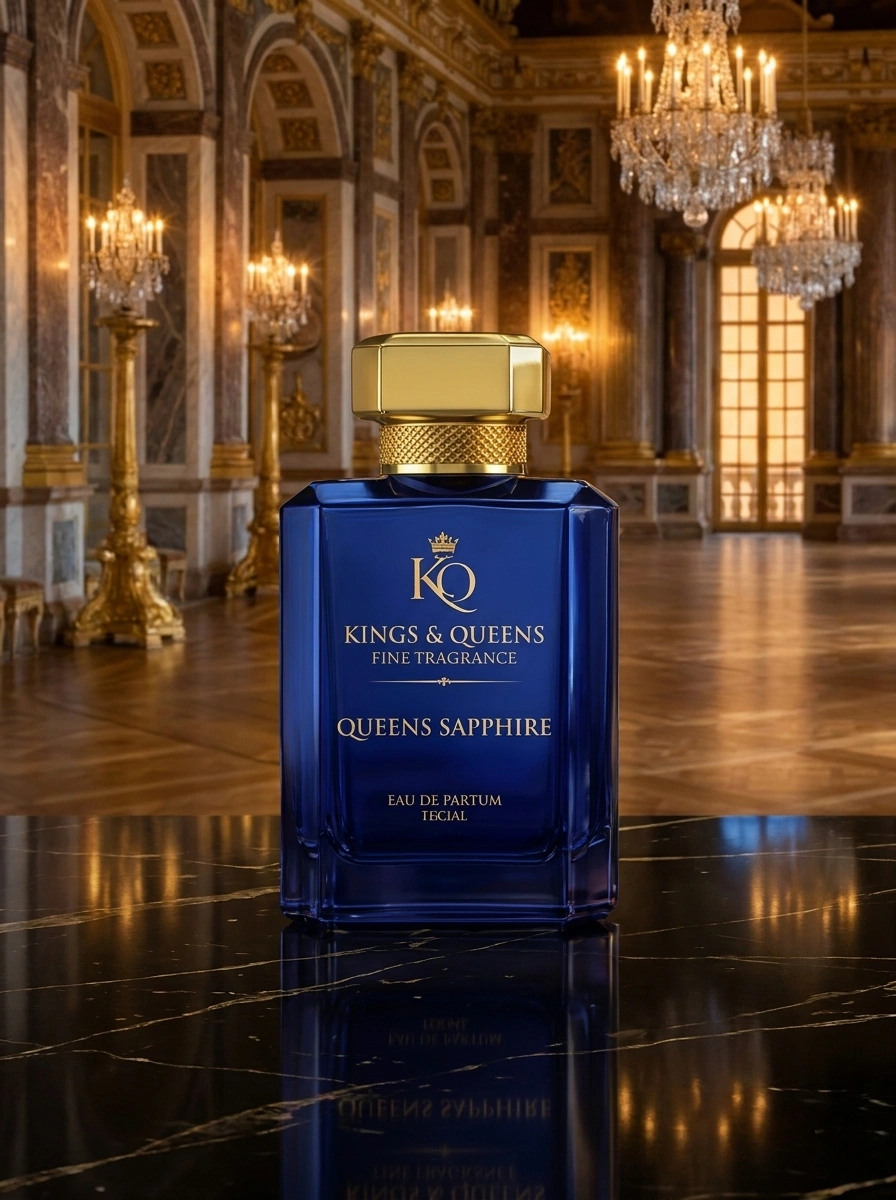 KQ
KINGS & QUEENS
FINE TRAGRANCE
QUEENS SAPPHIRE
EAU DE PARTUM
TECIAL